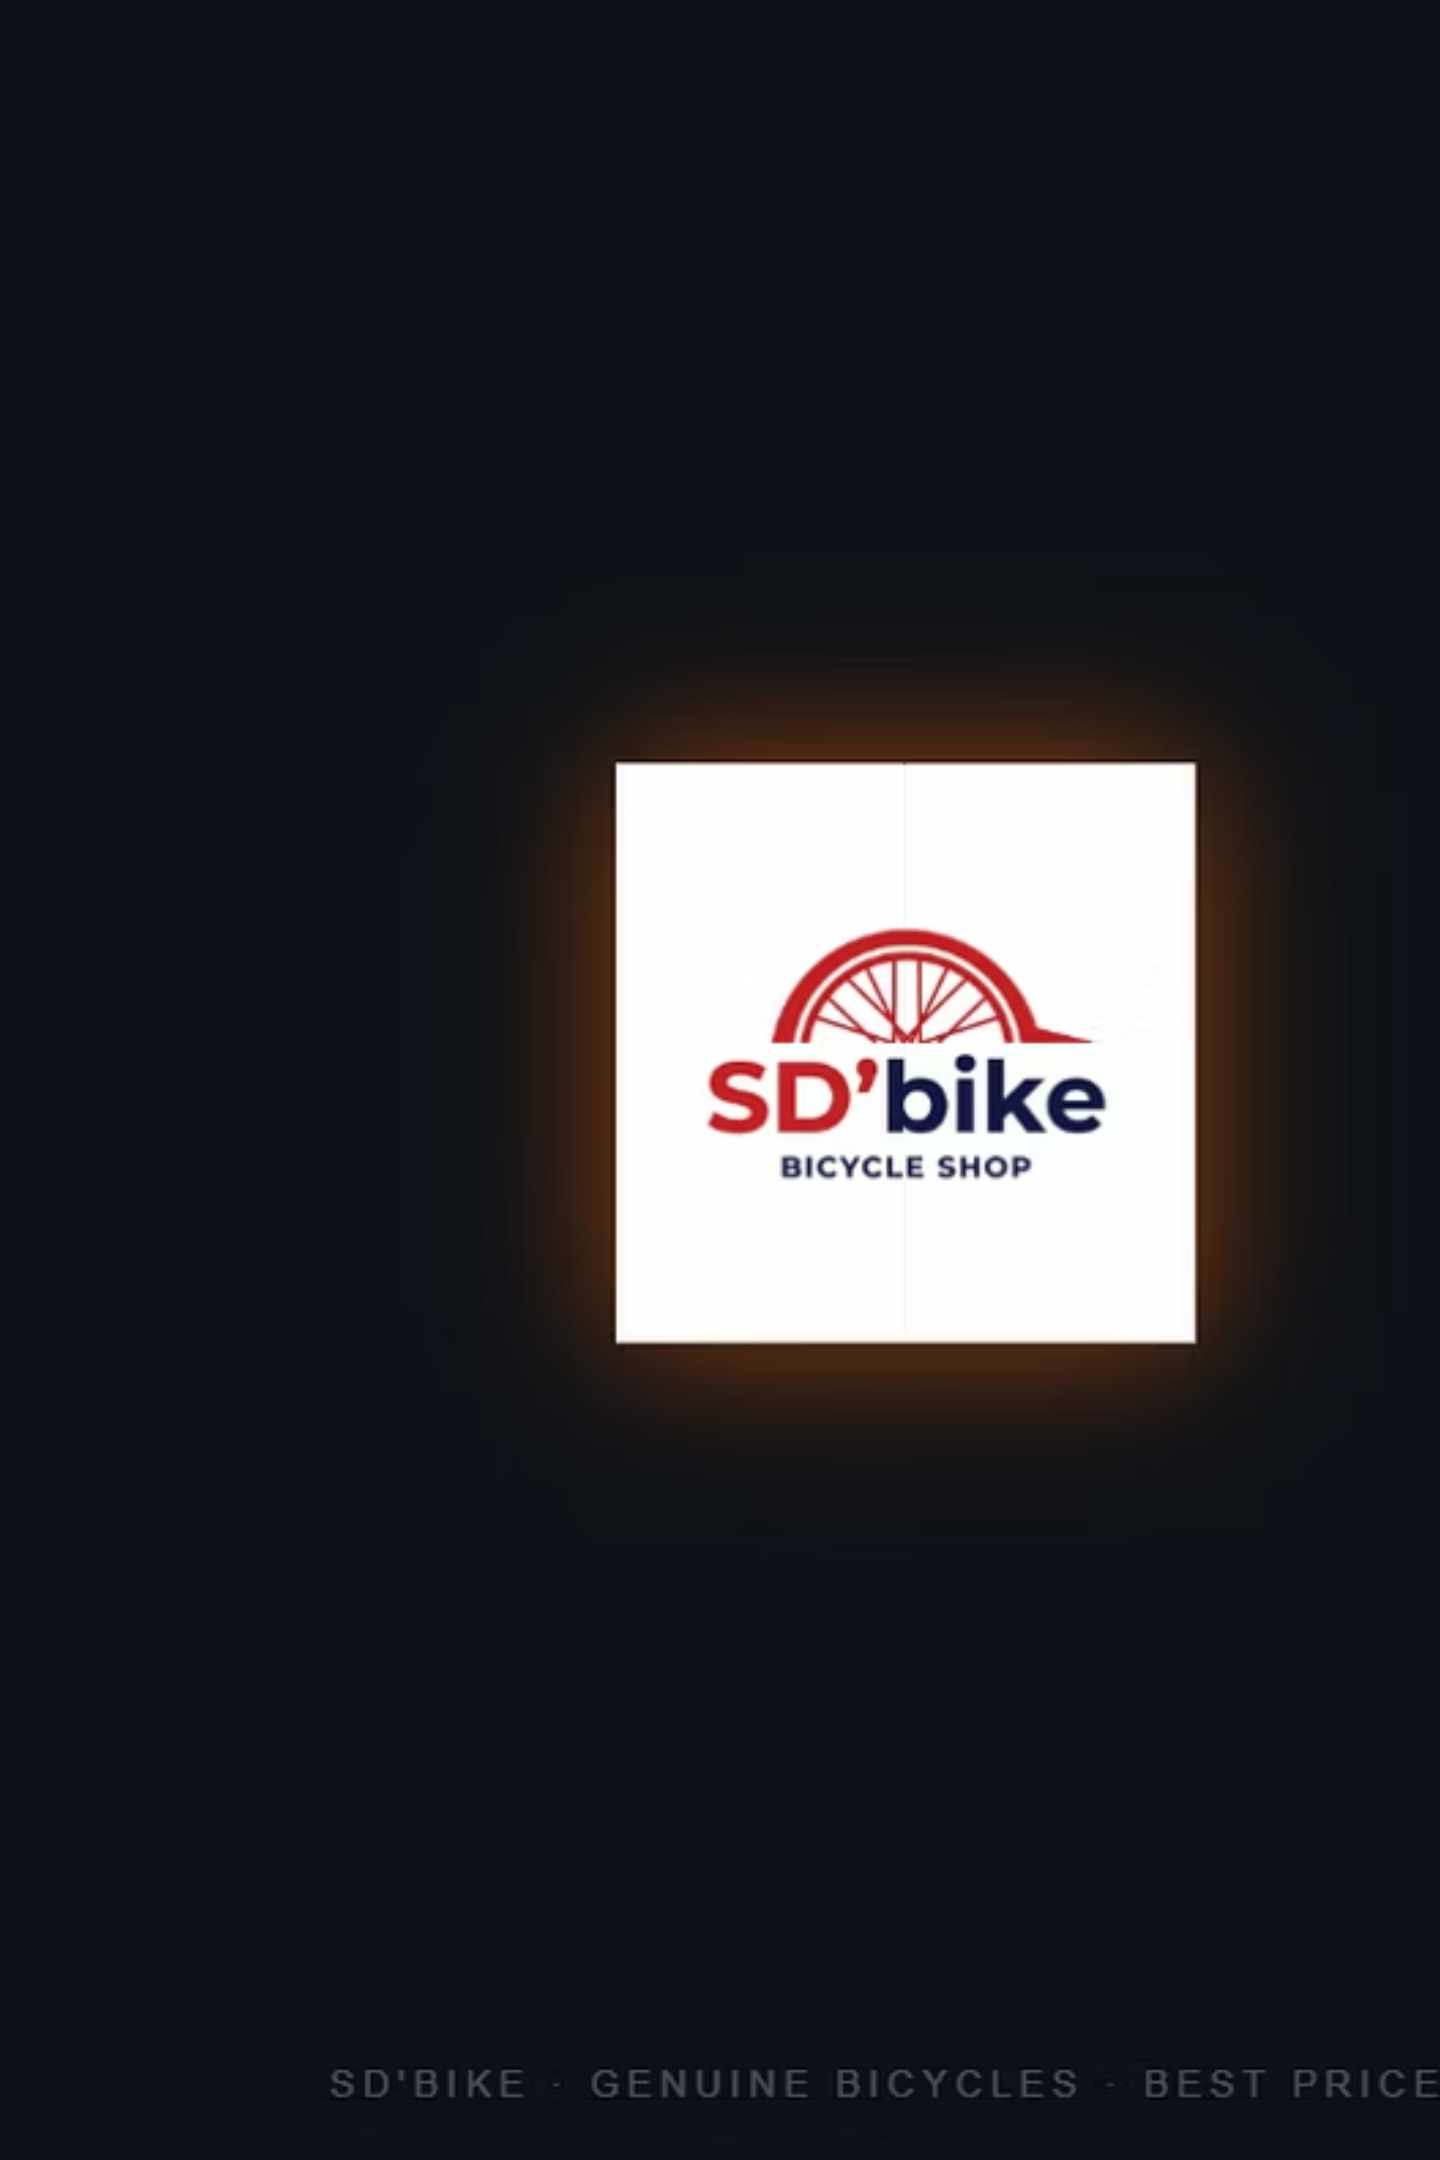 SD’bike
BICYCLE SHOP
SD'BIKE · GENUINE BICYCLES · BEST PRICE